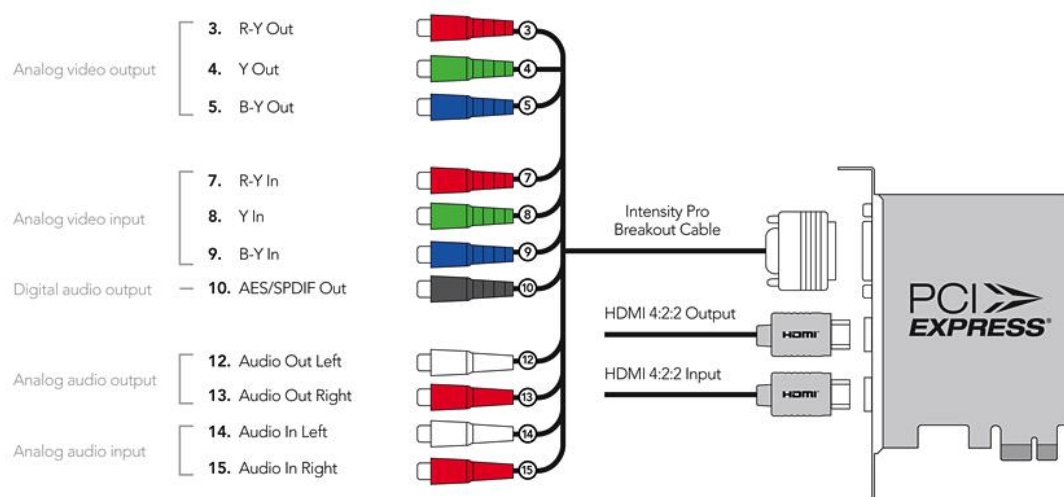 3. R-Y Out
Analog video output
4. Y Out
5. B-Y Out
7. R-Y In
Analog video input
8. Y In
9. B-Y In
Digital audio output
10. AES/SPDIF Out
12. Audio Out Left
Analog audio output
13. Audio Out Right
14. Audio In Left
Analog audio input
15. Audio In Right
3
4
5
7
8
9
10
12
13
14
15
Intensity Pro
Breakout Cable
HDMI 4:2:2 Output
HDMI
HDMI 4:2:2 Input
HDMI
PCI
EXPRESS®